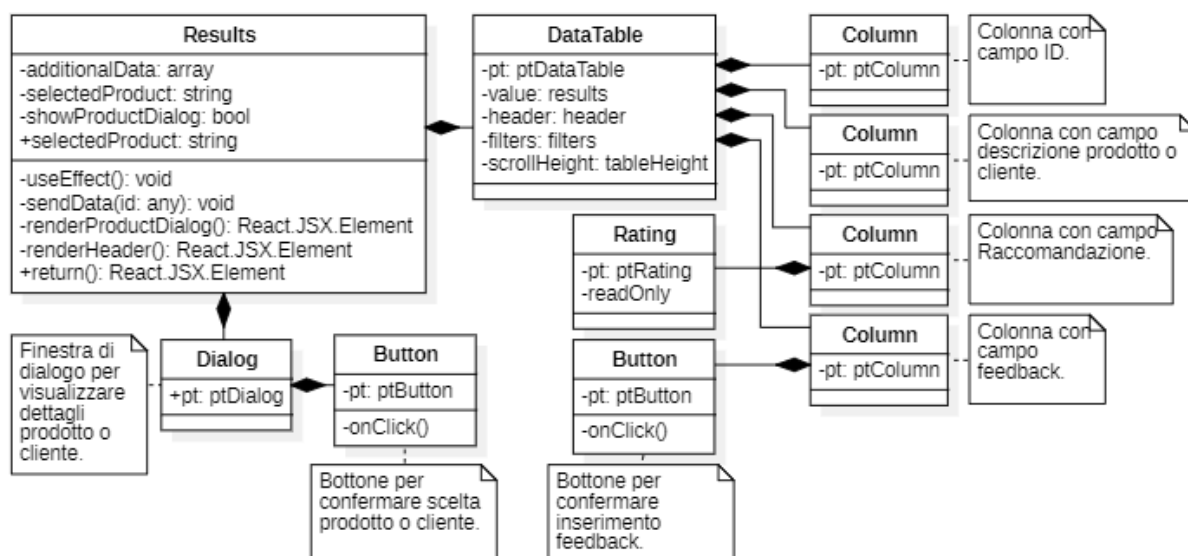 Results
-additionalData: array
-selectedProduct: string
-showProductDialog: bool
+selectedProduct: string
-useEffect(): void
-sendData(id: any): void
-renderProductDialog(): React.JSX.Element
-renderHeader(): React.JSX.Element
+return(): React.JSX.Element
DataTable
-pt: ptDataTable
-value: results
-header: header
-filters: filters
-scrollHeight: tableHeight
Column
-pt: ptColumn
Colonna con
campo ID.
Column
-pt: ptColumn
Colonna con campo
descrizione prodotto o
cliente.
Rating
-pt: ptRating
-readOnly
Column
-pt: ptColumn
Colonna con campo
Raccomandazione.
Column
-pt: ptColumn
Colonna con
campo
feedback.
Finestra di
dialogo per
visualizzare
dettagli
prodotto o
cliente.
Dialog
+pt: ptDialog
Button
-pt: ptButton
-onClick()
Button
-pt: ptButton
-onClick()
Bottone per
confermare scelta
prodotto o cliente.
Bottone per
confermare
inserimento
feedback.